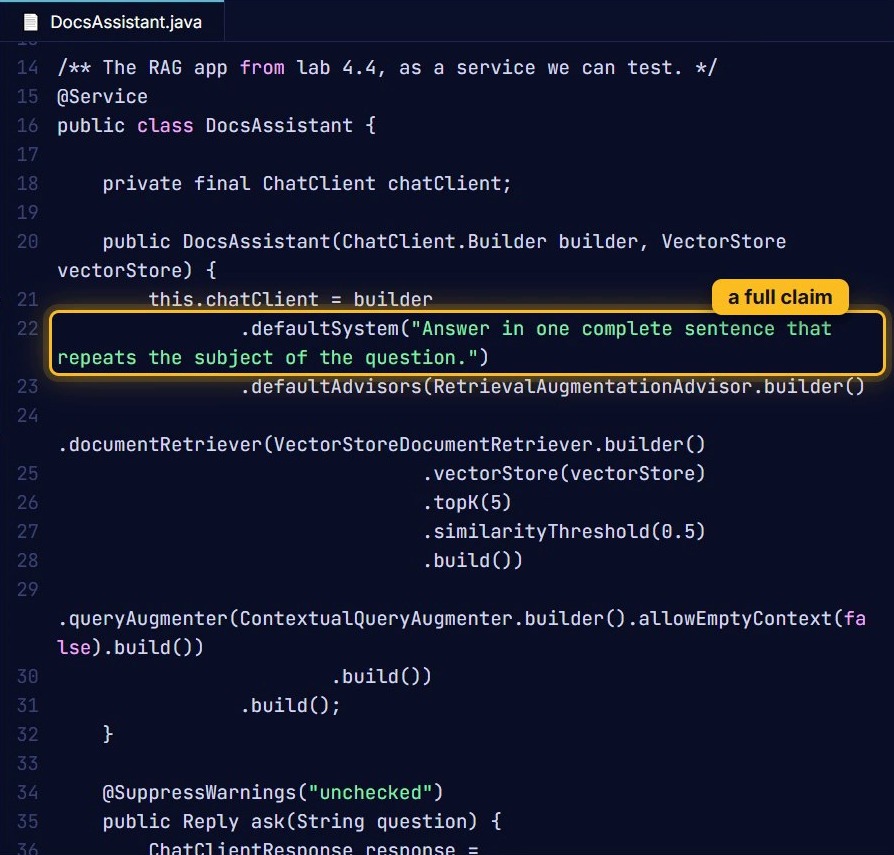 DocsAssistant.java
14 /** The RAG app from lab 4.4, as a service we can test. */
15 @Service
16 public class DocsAssistant {
17
18 private final ChatClient chatClient;
19
20 public DocsAssistant(ChatClient.Builder builder, VectorStore
vectorStore) {
21 this.chatClient = builder
a full claim
22 .defaultSystem("Answer in one complete sentence that
repeats the subject of the question.")
23 .defaultAdvisors(RetrievalAugmentationAdvisor.builder()
24
.documentRetriever(VectorStoreDocumentRetriever.builder()
25 .vectorStore(vectorStore)
26 .topK(5)
27 .similarityThreshold(0.5)
28 .build())
29
.queryAugmenter(ContextualQueryAugmenter.builder().allowEmptyContext(fa
lse).build())
30 .build())
31 .build();
32 }
33
34 @SuppressWarnings("unchecked")
35 public Reply ask(String question) {
36 ChatClientResponse response =